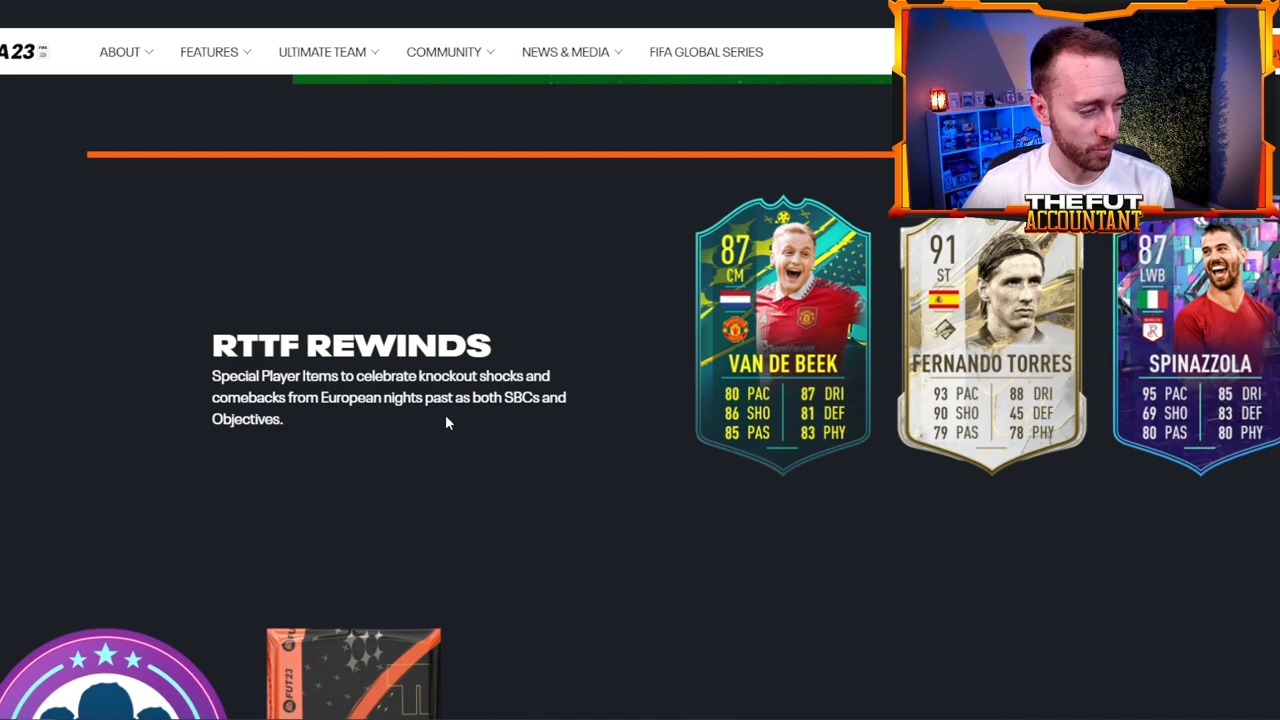 A 23
ABOUT
FEATURES
ULTIMATE TEAM
COMMUNITY
NEWS & MEDIA
FIFA GLOBAL SERIES
THE FUT
ACCOUNTANT
RTTF REWINDS
Special Player Items to celebrate knockout shocks and
comebacks from European nights past as both SBCs and
Objectives.
87
CM
VAN DE BEEK
80 PAC 87 DRI
86 SHO 81 DEF
85 PAS 83 PHY
91
ST
FERNANDO TORRES
93 PAC 88 DRI
90 SHO 45 DEF
79 PAS 78 PHY
87
LWB
SPINAZZOLA
95 PAC 85 DRI
69 SHO 83 DEF
80 PAS 80 PHY
FUT23